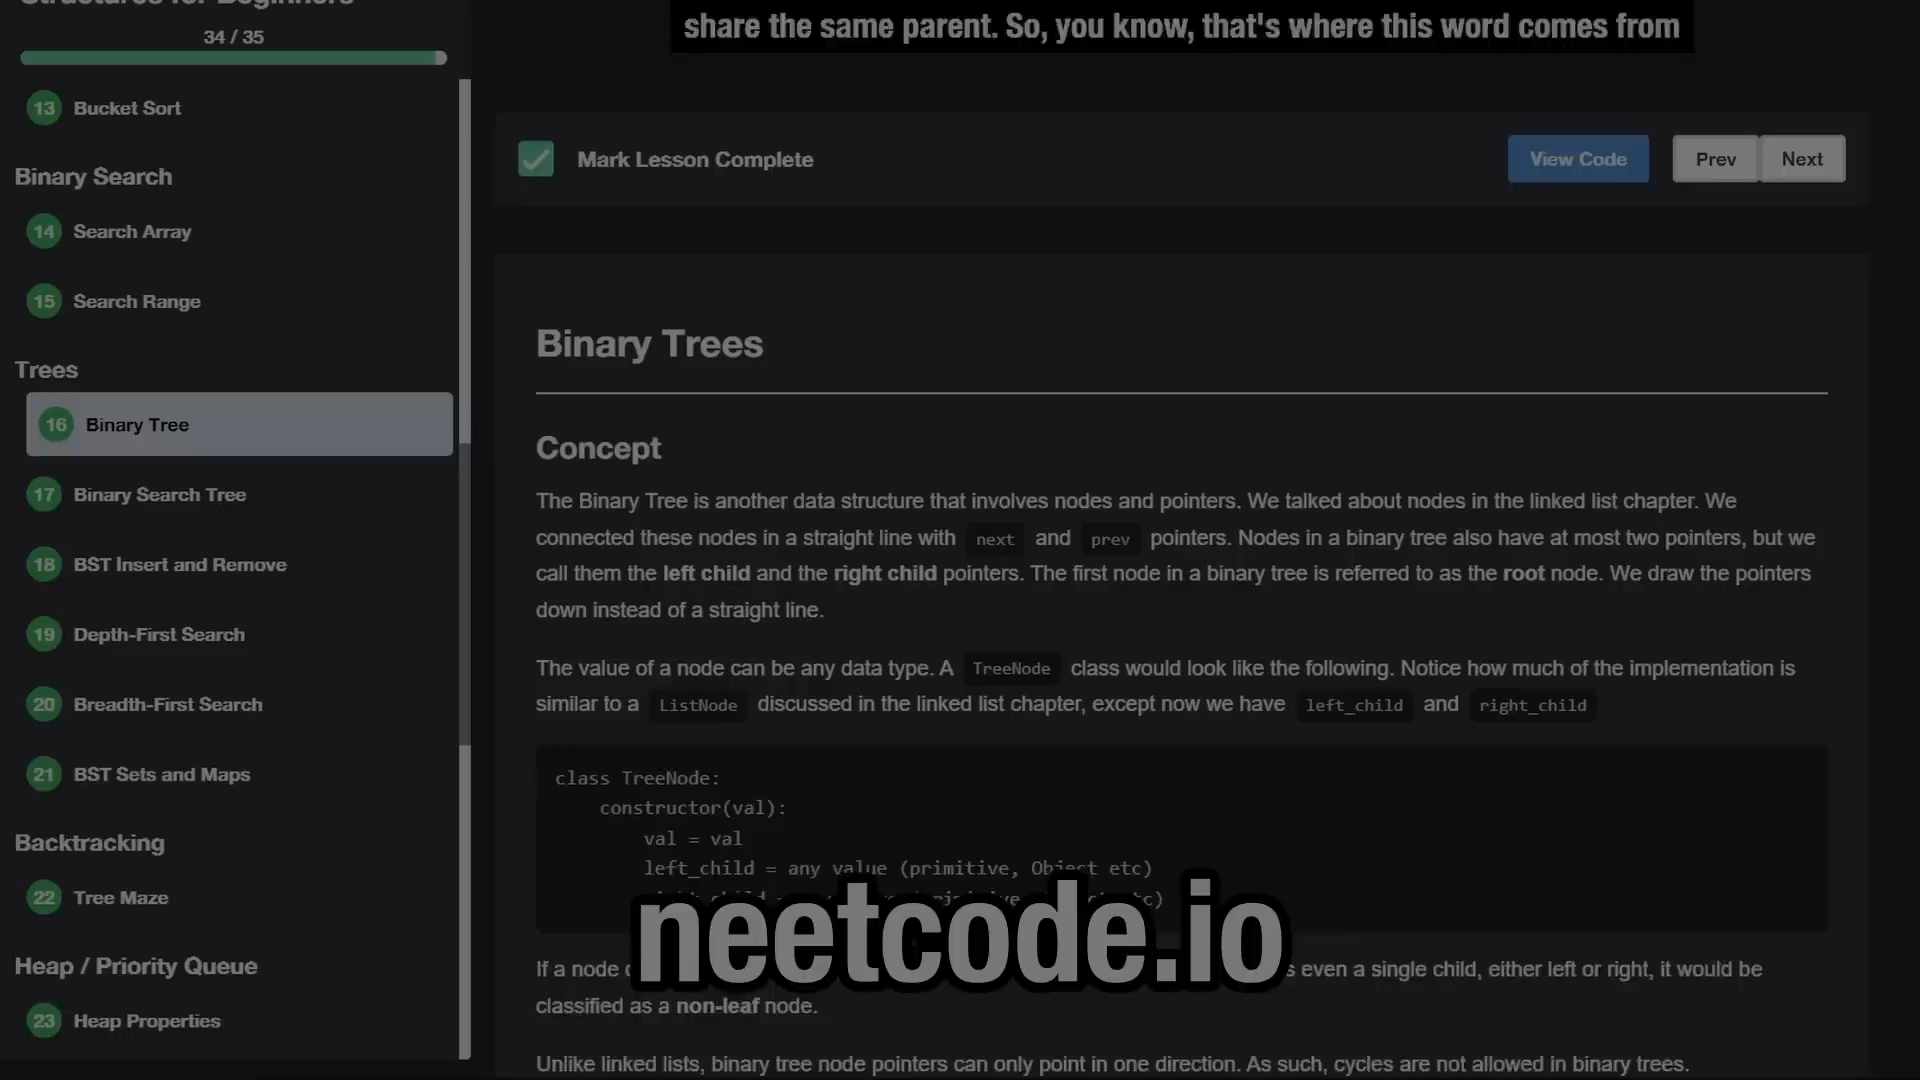 Structures for Beginners
34 / 35
13 Bucket Sort
Binary Search
14 Search Array
15 Search Range
Trees
16 Binary Tree
17 Binary Search Tree
18 BST Insert and Remove
19 Depth-First Search
20 Breadth-First Search
21 BST Sets and Maps
Backtracking
22 Tree Maze
Heap / Priority Queue
23 Heap Properties
share the same parent. So, you know, that's where this word comes from
Mark Lesson Complete
View Code
Prev
Next
Binary Trees
Concept
The Binary Tree is another data structure that involves nodes and pointers. We talked about nodes in the linked list chapter. We
connected these nodes in a straight line with next and prev pointers. Nodes in a binary tree also have at most two pointers, but we
call them the left child and the right child pointers. The first node in a binary tree is referred to as the root node. We draw the pointers
down instead of a straight line.
The value of a node can be any data type. A TreeNode class would look like the following. Notice how much of the implementation is
similar to a ListNode discussed in the linked list chapter, except now we have left_child and right_child
class TreeNode:
constructor(val):
val = val
left_child = any value (primitive, Object etc)
neetcode.io
If a node
even a single child, either left or right, it would be
classified as a non-leaf node.
Unlike linked lists, binary tree node pointers can only point in one direction. As such, cycles are not allowed in binary trees.